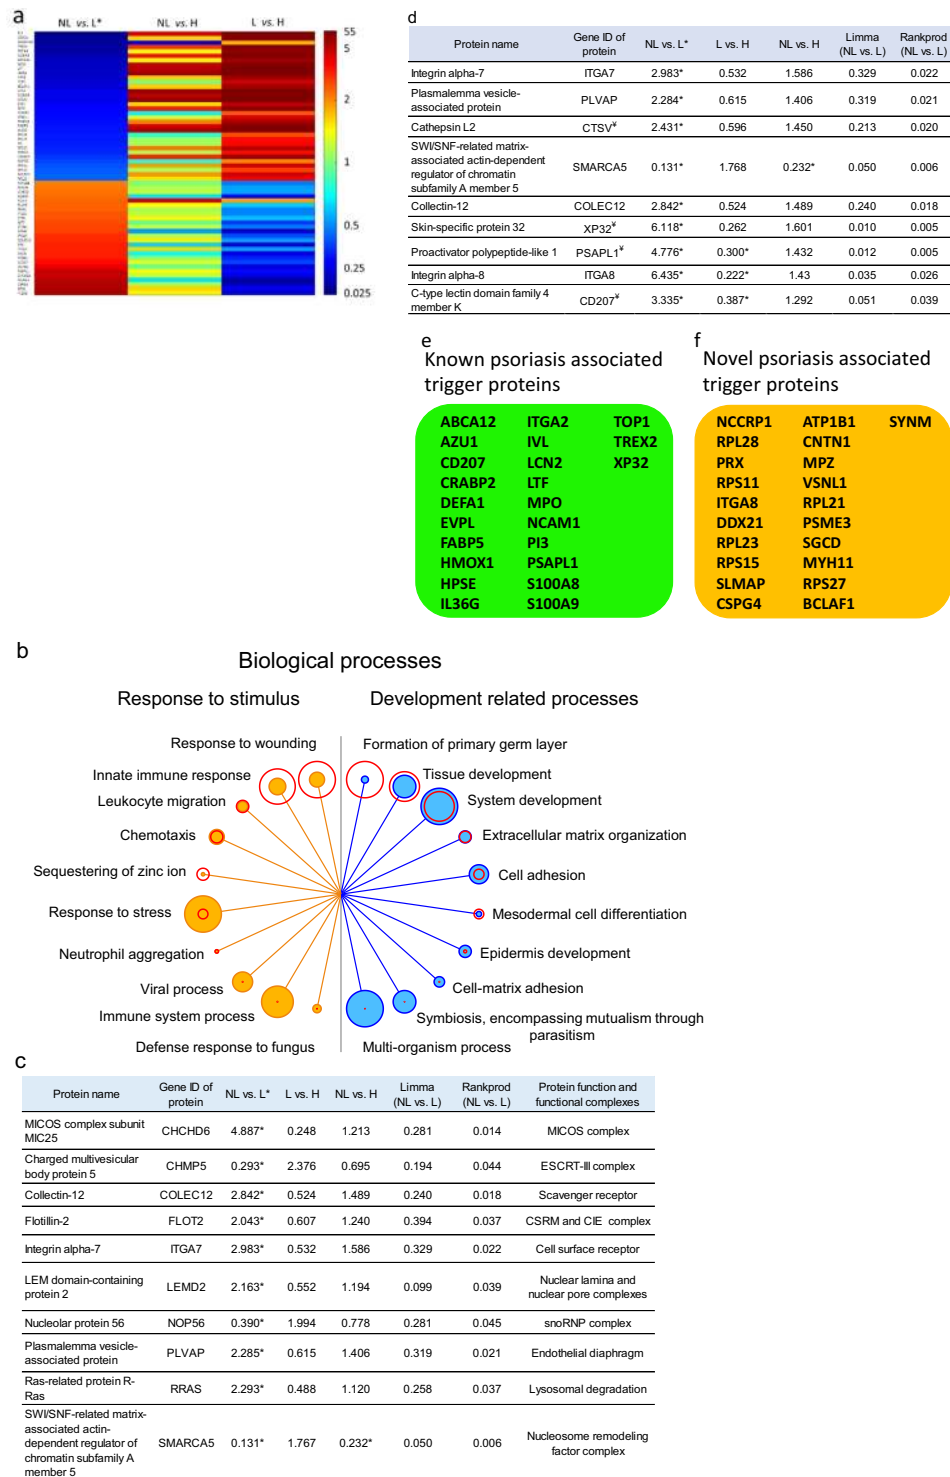 a
NL vs. L*
NL vs. H
L vs. H
55
5
2
1
0.5
0.25
0.025
d
Protein name Gene ID of protein NL vs. L* L vs. H NL vs. H Limma (NL vs. L) Rankprod (NL vs. L)
Integrin alpha-7 ITGA7 2.983* 0.532 1.586 0.329 0.022
Plasmalemma vesicle-
associated protein PLVAP 2.284* 0.615 1.406 0.319 0.021
Cathepsin L2 CTSV¥ 2.431* 0.596 1.450 0.213 0.020
SWI/SNF-related matrix-
associated actin-dependent
regulator of chromatin
subfamily A member 5 SMARCA5 0.131* 1.768 0.232* 0.050 0.006
Collectin-12 COLEC12 2.842* 0.524 1.489 0.240 0.018
Skin-specific protein 32 XP32¥ 6.118* 0.262 1.601 0.010 0.005
Proactivator polypeptide-like 1 PSAPL1¥ 4.776* 0.300* 1.432 0.012 0.005
Integrin alpha-8 ITGA8 6.435* 0.222* 1.43 0.035 0.026
C-type lectin domain family 4
member K CD207¥ 3.335* 0.387* 1.292 0.051 0.039
e
Known psoriasis associated
trigger proteins
ABCA12 ITGA2 TOP1
AZU1 IVL TREX2
CD207 LCN2 XP32
CRABP2 LTF
DEFA1 MPO
EVPL NCAM1
FABP5 PI3
HMOX1 PSAPL1
HPSE S100A8
IL36G S100A9
f
Novel psoriasis associated
trigger proteins
NCCRP1 ATP1B1 SYNM
RPL28 CNTN1
PRX MPZ
RPS11 VSNL1
ITGA8 RPL21
DDX21 PSME3
RPL23 SGCD
RPS15 MYH11
SLMAP RPS27
CSPG4 BCLAF1
b
Biological processes
Response to stimulus
Development related processes
Response to wounding
Innate immune response
Leukocyte migration
Chemotaxis
Sequestering of zinc ion
Response to stress
Neutrophil aggregation
Viral process
Immune system process
Defense response to fungus
Formation of primary germ layer
Tissue development
System development
Extracellular matrix organization
Cell adhesion
Mesodermal cell differentiation
Epidermis development
Cell-matrix adhesion
Symbiosis, encompassing mutualism through
parasitism
Multi-organism process
c
Protein name Gene ID of protein NL vs. L* L vs. H NL vs. H Limma (NL vs. L) Rankprod (NL vs. L) Protein function and functional complexes
MICOS complex subunit
MIC25 CHCHD6 4.887* 0.248 1.213 0.281 0.014 MICOS complex
Charged multivesicular
body protein 5 CHMP5 0.293* 2.376 0.695 0.194 0.044 ESCRT-III complex
Collectin-12 COLEC12 2.842* 0.524 1.489 0.240 0.018 Scavenger receptor
Flotillin-2 FLOT2 2.043* 0.607 1.240 0.394 0.037 CSRM and CIE complex
Integrin alpha-7 ITGA7 2.983* 0.532 1.586 0.329 0.022 Cell surface receptor
LEM domain-containing
protein 2 LEMD2 2.163* 0.552 1.194 0.099 0.039 Nuclear lamina and nuclear pore complexes
Nucleolar protein 56 NOP56 0.390* 1.994 0.778 0.281 0.045 snoRNP complex
Plasmalemma vesicle-
associated protein PLVAP 2.285* 0.615 1.406 0.319 0.021 Endothelial diaphragm
Ras-related protein R-
Ras RRAS 2.293* 0.488 1.120 0.258 0.037 Lysosomal degradation
SWI/SNF-related matrix-
associated actin-
dependent regulator of
chromatin subfamily A
member 5 SMARCA5 0.131* 1.767 0.232* 0.050 0.006 Nucleosome remodeling factor complex